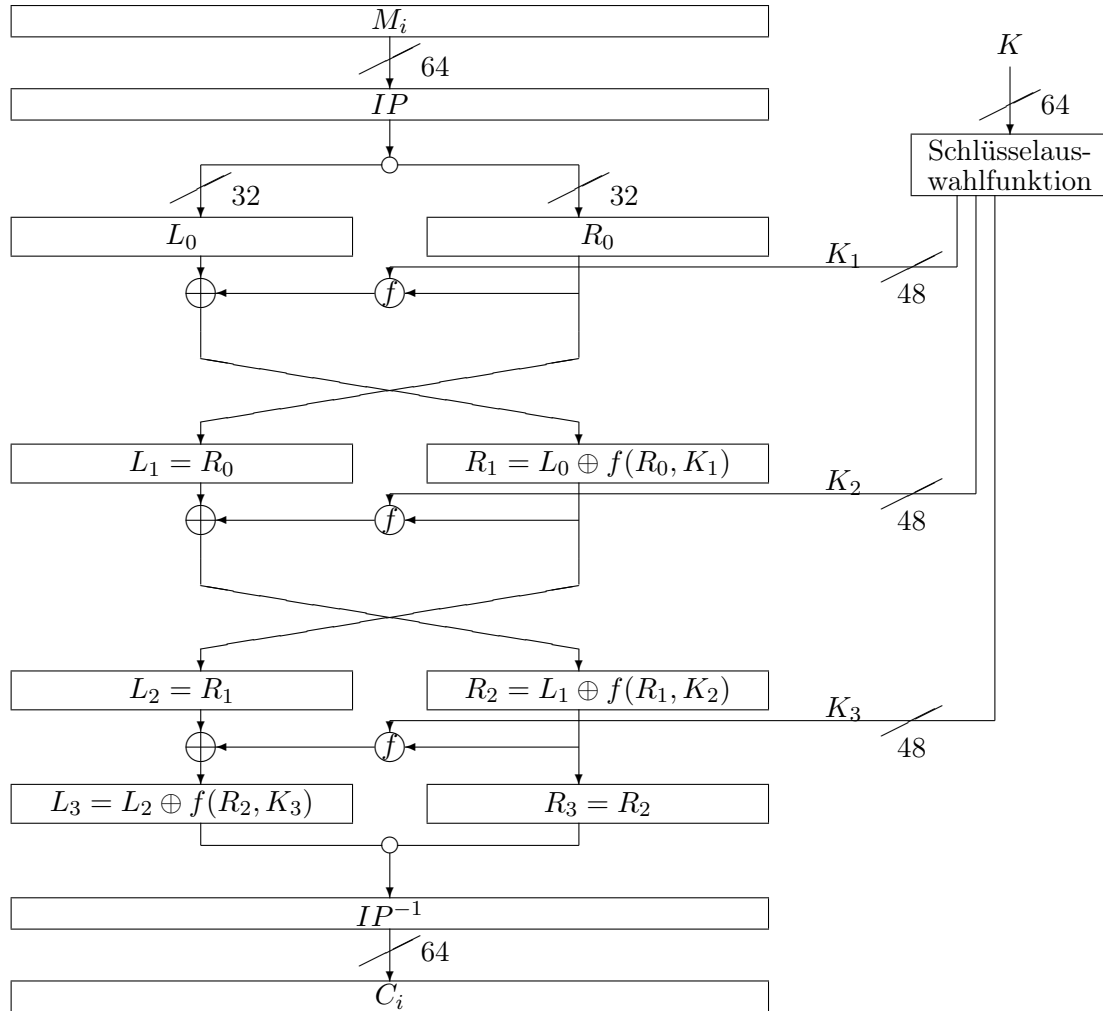 M_i
64
K
IP
64
Schlüsselaus-
wahlfunktion
32
32
L_0
R_0
K_1
f
48
L_1 = R_0
R_1 = L_0 ⊕ f(R_0, K_1)
K_2
f
48
L_2 = R_1
R_2 = L_1 ⊕ f(R_1, K_2)
K_3
f
48
L_3 = L_2 ⊕ f(R_2, K_3)
R_3 = R_2
IP^{-1}
64
C_i